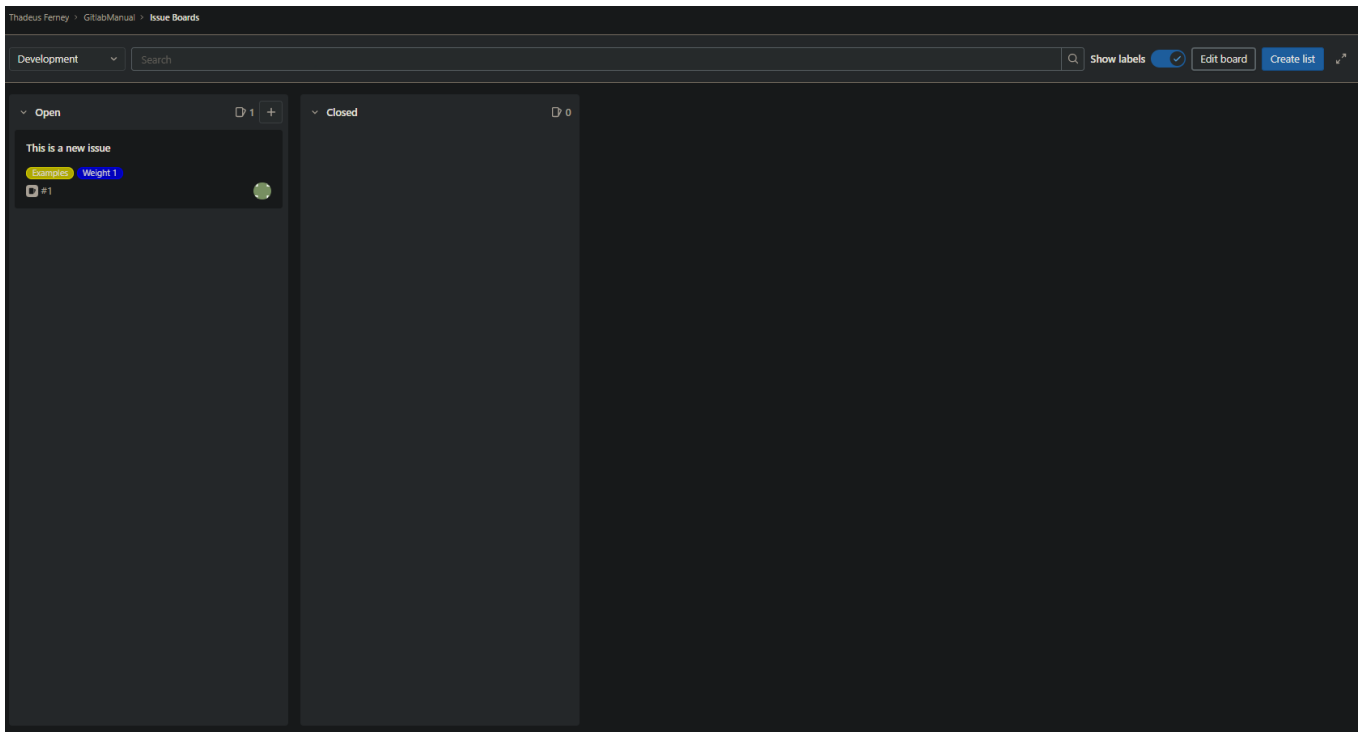 Thadeus Ferney > GitlabManual > Issue Boards
Development Search Show labels Edit board Create list
Open 1 + Closed 0
This is a new issue
Examples Weight 1
#1